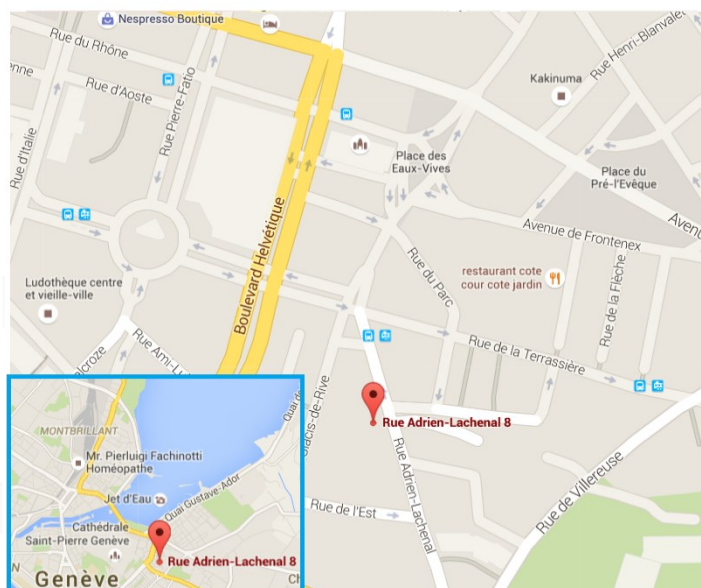 Nespresso Boutique
Rue du Rhône
Rue d'Aoste
Rue Pierre-Fatio
Rue d'Italie
Rue Henri-Blanvalet
Kakinuma
Place des
Eaux-Vives
Place du
Pré-l'Evêque
Avenue de Frontenex
Boulevard Helvétique
Rue du Parc
restaurant cote
cour cote jardin
Rue de la Flèche
Ludothèque centre
et vieille-ville
Rue de la Terrassière
Rue Adrien-Lachenal 8
Rue Adrien-Lachenal
Rue de Villereuse
Rue de l'Est
MONTBRILLANT
Mr. Pierluigi Fachinotti
Homéopathe
Jet d'Eau
Quai Gustave-Ador
Cathédrale
Saint-Pierre Genève
Rue Adrien-Lachenal 8
Genève